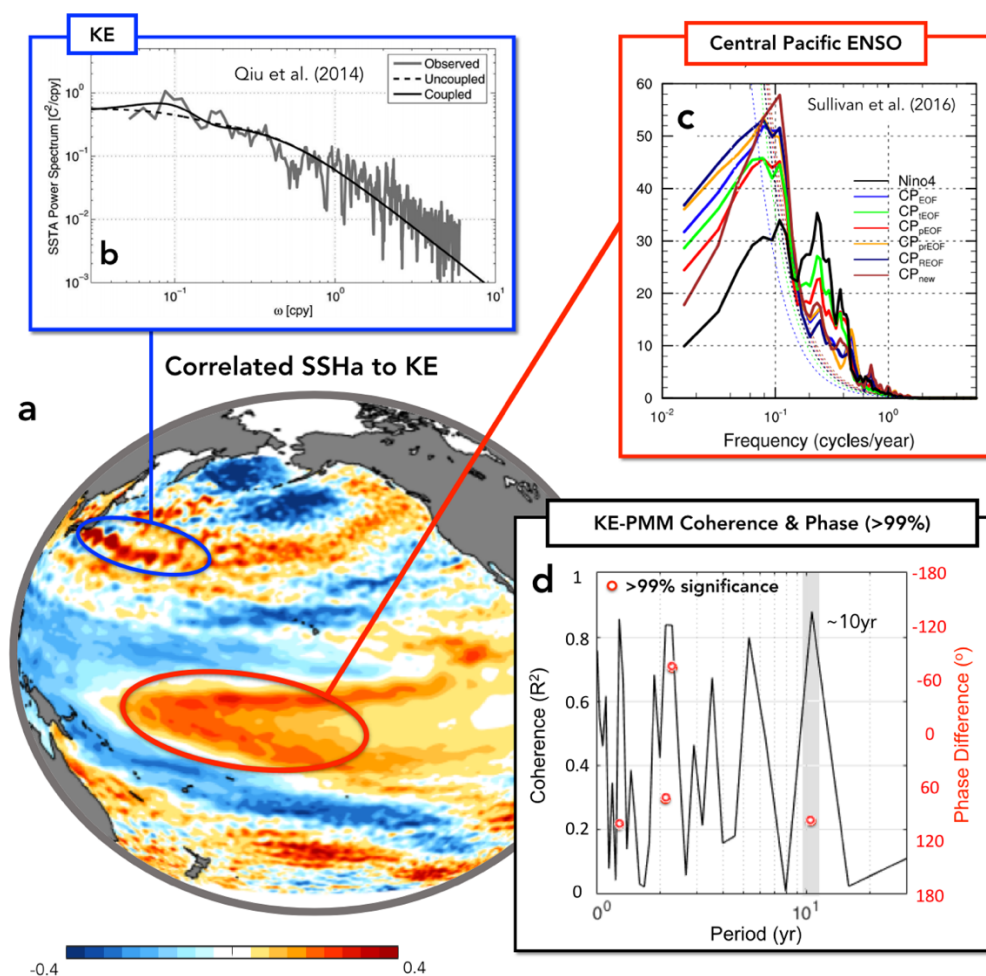 KE
Qiu et al. (2014)
Observed
Uncoupled
Coupled
SSTA Power Spectrum [C²/cpy]
10⁰
10⁻¹
10⁻²
10⁻³
b
10⁻¹
10⁰
10¹
ω [cpy]
Central Pacific ENSO
Sullivan et al. (2016)
c
60
50
40
30
20
10
0
Nino4
CP_EOF
CP_tEOF
CP_pEOF
CP_prEOF
CP_REOF
CP_new
10⁻²
10⁻¹
10⁰
Frequency (cycles/year)
Correlated SSHa to KE
a
-0.4
0.4
KE-PMM Coherence & Phase (>99%)
d
>99% significance
~10yr
Coherence (R²)
1
0.8
0.6
0.4
0.2
0
-180
-120
-60
0
60
120
180
Phase Difference (°)
10⁰
10¹
Period (yr)